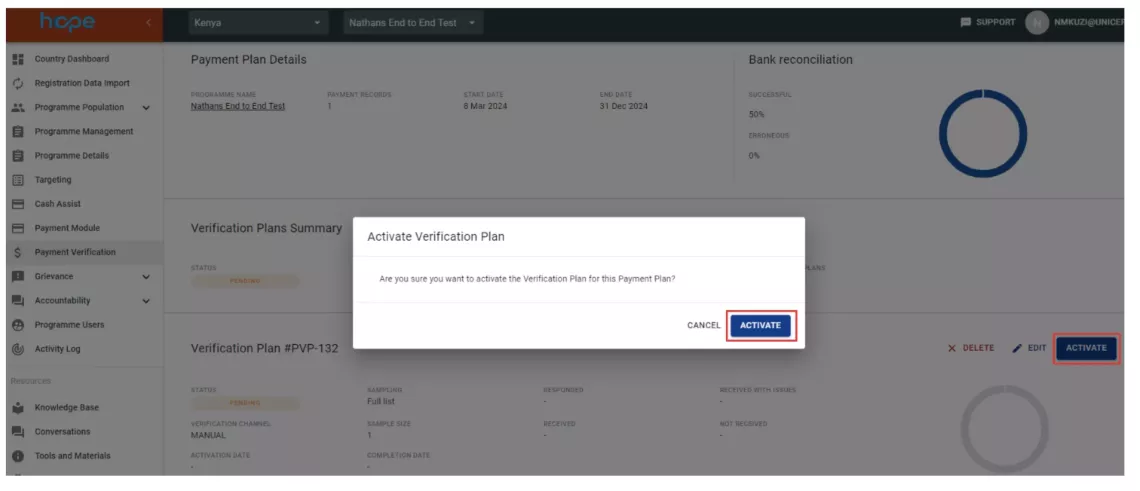 hope
Kenya
Nathans End to End Test
SUPPORT
N
NMKUZI@UNICEF
Country Dashboard
Registration Data Import
Programme Population
Programme Management
Programme Details
Targeting
Cash Assist
Payment Module
Payment Verification
Grievance
Accountability
Programme Users
Activity Log
Resources
Knowledge Base
Conversations
Tools and Materials
Payment Plan Details
PROGRAMME NAME PAYMENT RECORDS START DATE END DATE
Nathans End to End Test 1 8 Mar 2024 31 Dec 2024
Bank reconciliation
SUCCESSFUL
50%
ERRONEOUS
0%
Verification Plans Summary
STATUS
PENDING
PLANS
Activate Verification Plan
Are you sure you want to activate the Verification Plan for this Payment Plan?
CANCEL ACTIVATE
Verification Plan #PVP-132
DELETE EDIT ACTIVATE
STATUS SAMPLING RESPONDED RECEIVED WITH ISSUES
PENDING Full list - -
VERIFICATION CHANNEL SAMPLE SIZE RECEIVED NOT RECEIVED
MANUAL 1 - -
ACTIVATION DATE COMPLETION DATE
- -